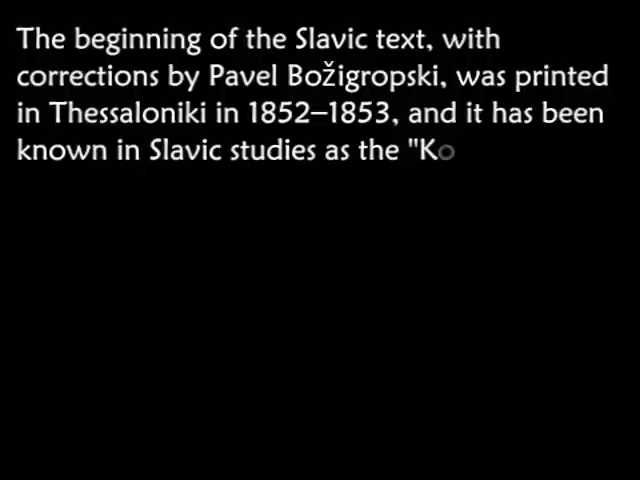 The beginning of the Slavic text, with
corrections by Pavel Božigropski, was printed
in Thessaloniki in 1852–1853, and it has been
known in Slavic studies as the "Ko